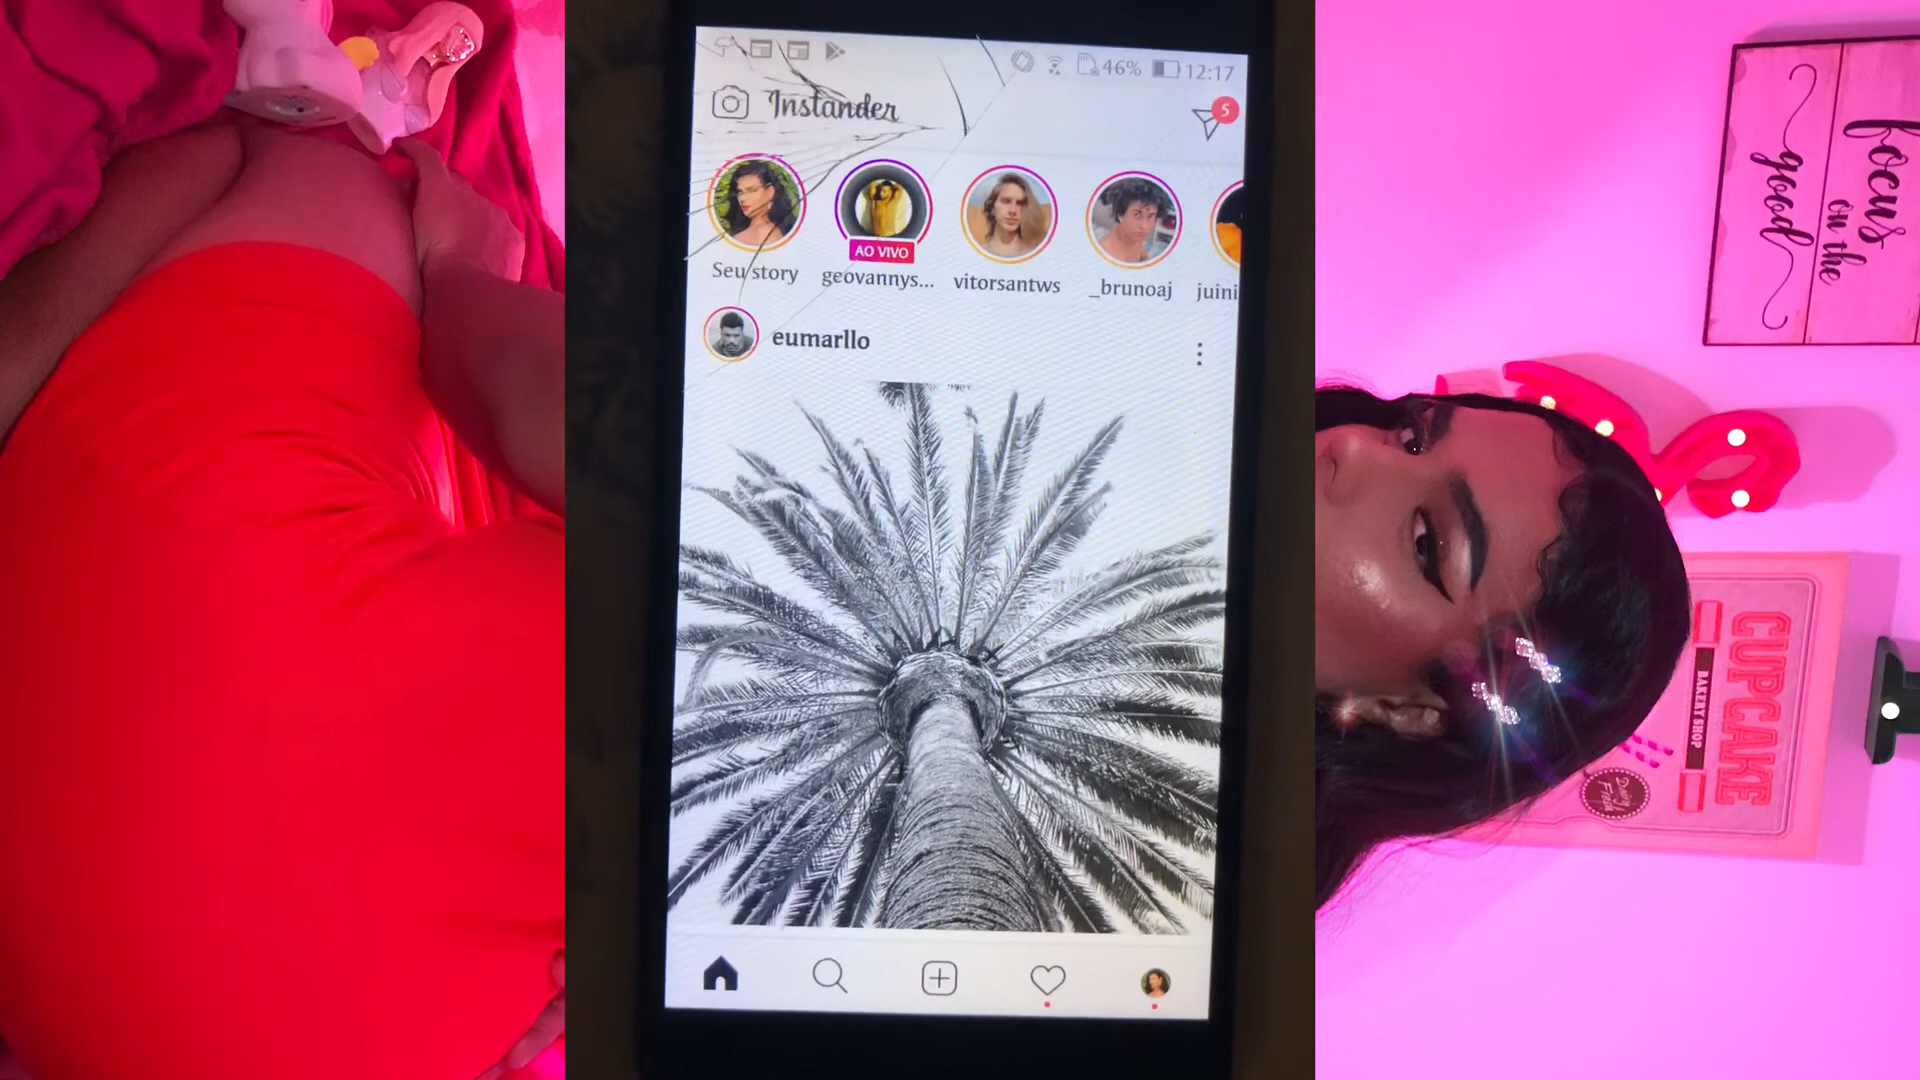 46% 12:17
Instander
5
AO VIVO
Seu story
geovannys...
vitorsantws
_brunoaj
juini
eumarllo
focus
on the
good
CUPCAKE
BAKERY SHOP